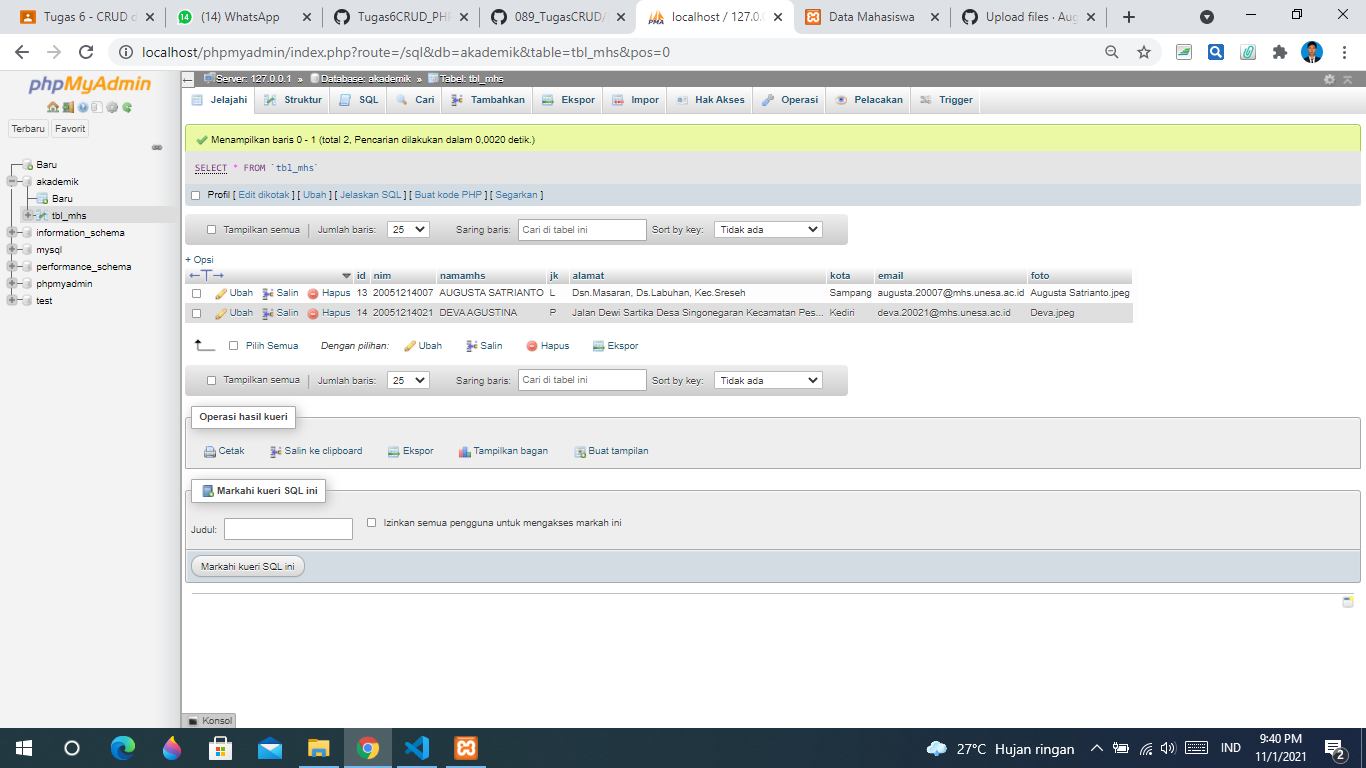 Tugas 6 - CRUD d
(14) WhatsApp
Tugas6CRUD_PH
089_TugasCRUD/
localhost / 127.0.
Data Mahasiswa
Upload files · Aug
localhost/phpmyadmin/index.php?route=/sql&db=akademik&table=tbl_mhs&pos=0
phpMyAdmin
Terbaru Favorit
Baru
akademik
Baru
tbl_mhs
information_schema
mysql
performance_schema
phpmyadmin
test
Server: 127.0.0.1 » Database: akademik » Tabel: tbl_mhs
Jelajahi Struktur SQL Cari Tambahkan Ekspor Impor Hak Akses Operasi Pelacakan Trigger
Menampilkan baris 0 - 1 (total 2, Pencarian dilakukan dalam 0,0020 detik.)
SELECT * FROM `tbl_mhs`
Profil [ Edit dikotak ] [ Ubah ] [ Jelaskan SQL ] [ Buat kode PHP ] [ Segarkan ]
Tampilkan semua | Jumlah baris: 25 Saring baris: Cari di tabel ini Sort by key: Tidak ada
+ Opsi
←T→ id nim namamhs jk alamat kota email foto
Ubah Salin Hapus 13 20051214007 AUGUSTA SATRIANTO L Dsn.Masaran, Ds.Labuhan, Kec.Sreseh Sampang augusta.20007@mhs.unesa.ac.id Augusta Satrianto.jpeg
Ubah Salin Hapus 14 20051214021 DEVA AGUSTINA P Jalan Dewi Sartika Desa Singonegaran Kecamatan Pes... Kediri deva.20021@mhs.unesa.ac.id Deva.jpeg
Pilih Semua Dengan pilihan: Ubah Salin Hapus Ekspor
Tampilkan semua | Jumlah baris: 25 Saring baris: Cari di tabel ini Sort by key: Tidak ada
Operasi hasil kueri
Cetak Salin ke clipboard Ekspor Tampilkan bagan Buat tampilan
Markahi kueri SQL ini
Judul: Izinkan semua pengguna untuk mengakses markah ini
Markahi kueri SQL ini
Konsol
27°C Hujan ringan IND 9:40 PM
11/1/2021
2